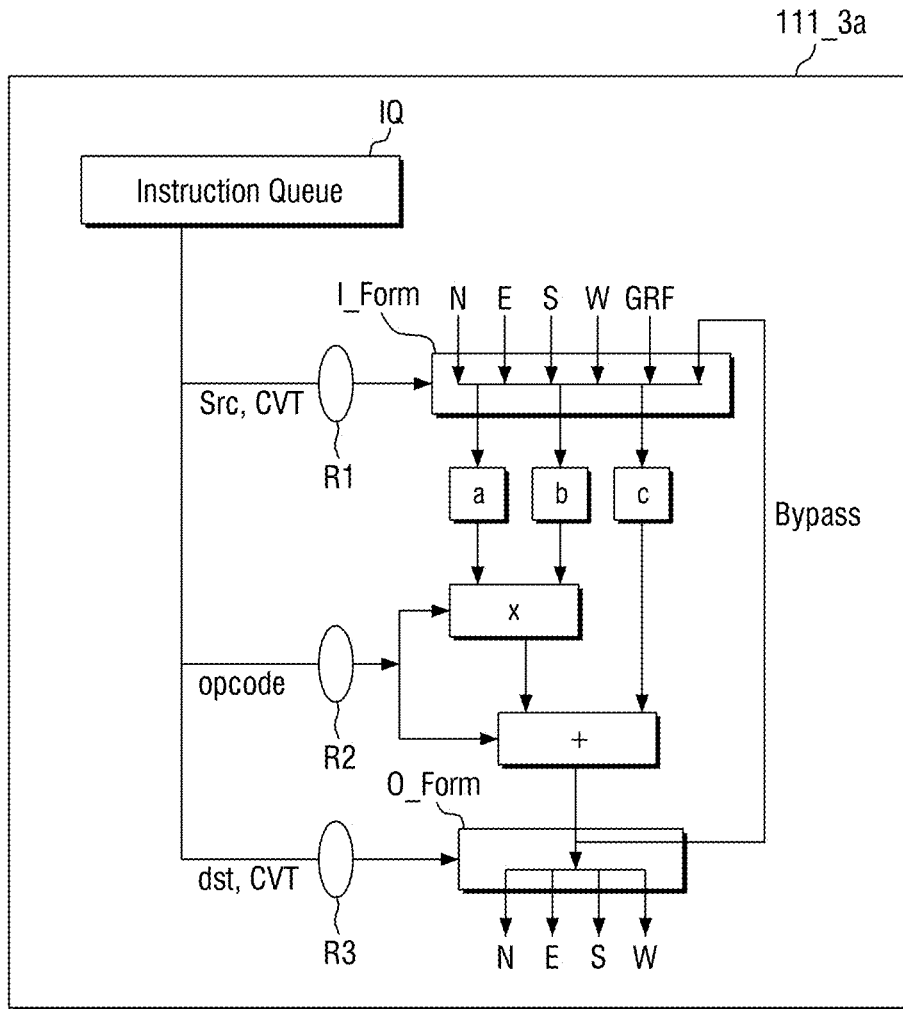 111_3a
IQ
Instruction Queue
I_Form
N E S W GRF
Src, CVT
R1
a b c
Bypass
x
opcode
R2
+
O_Form
dst, CVT
R3
N E S W